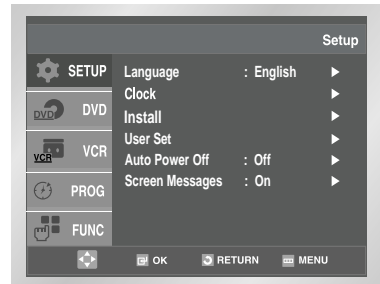 Setup
SETUP
DVD DVD
VCR VCR
PROG
FUNC
Language : English ►
Clock ►
Install ►
User Set ►
Auto Power Off : Off ►
Screen Messages : On ►
OK RETURN MENU